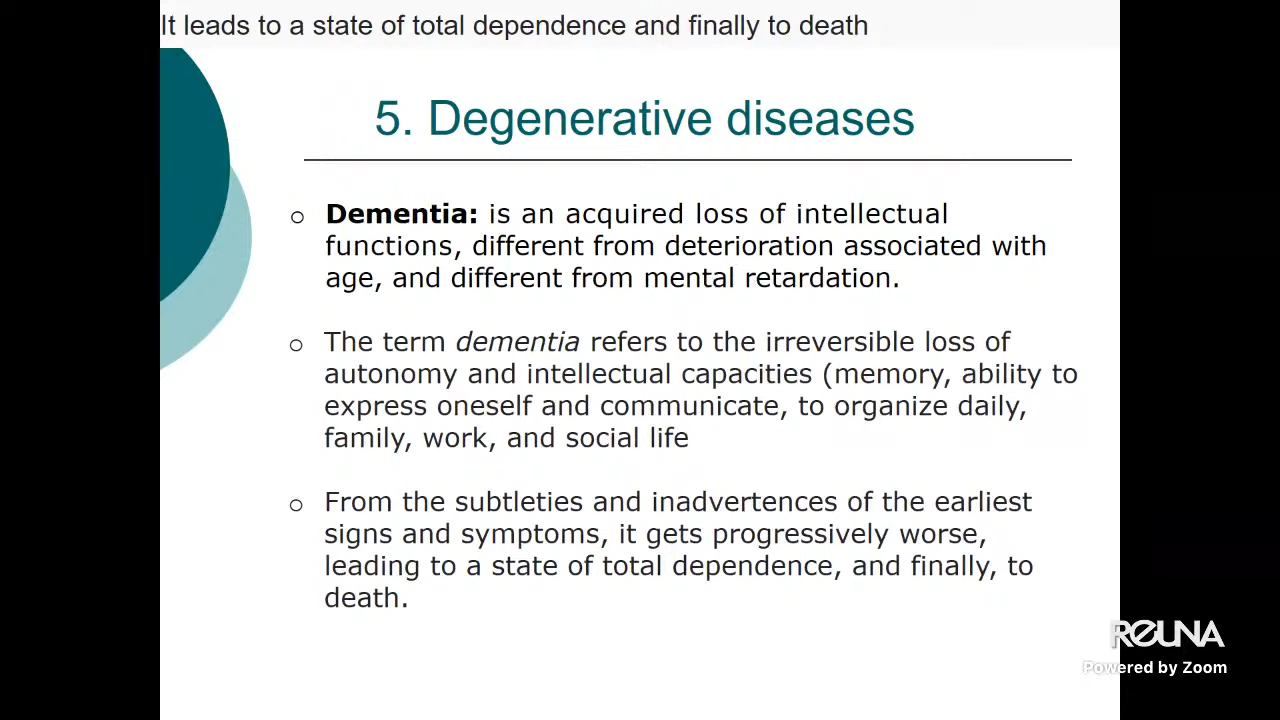 It leads to a state of total dependence and finally to death
5. Degenerative diseases
Dementia: is an acquired loss of intellectual
functions, different from deterioration associated with
age, and different from mental retardation.
The term dementia refers to the irreversible loss of
autonomy and intellectual capacities (memory, ability to
express oneself and communicate, to organize daily,
family, work, and social life
From the subtleties and inadvertences of the earliest
signs and symptoms, it gets progressively worse,
leading to a state of total dependence, and finally, to
death.
REUNA
Powered by Zoom